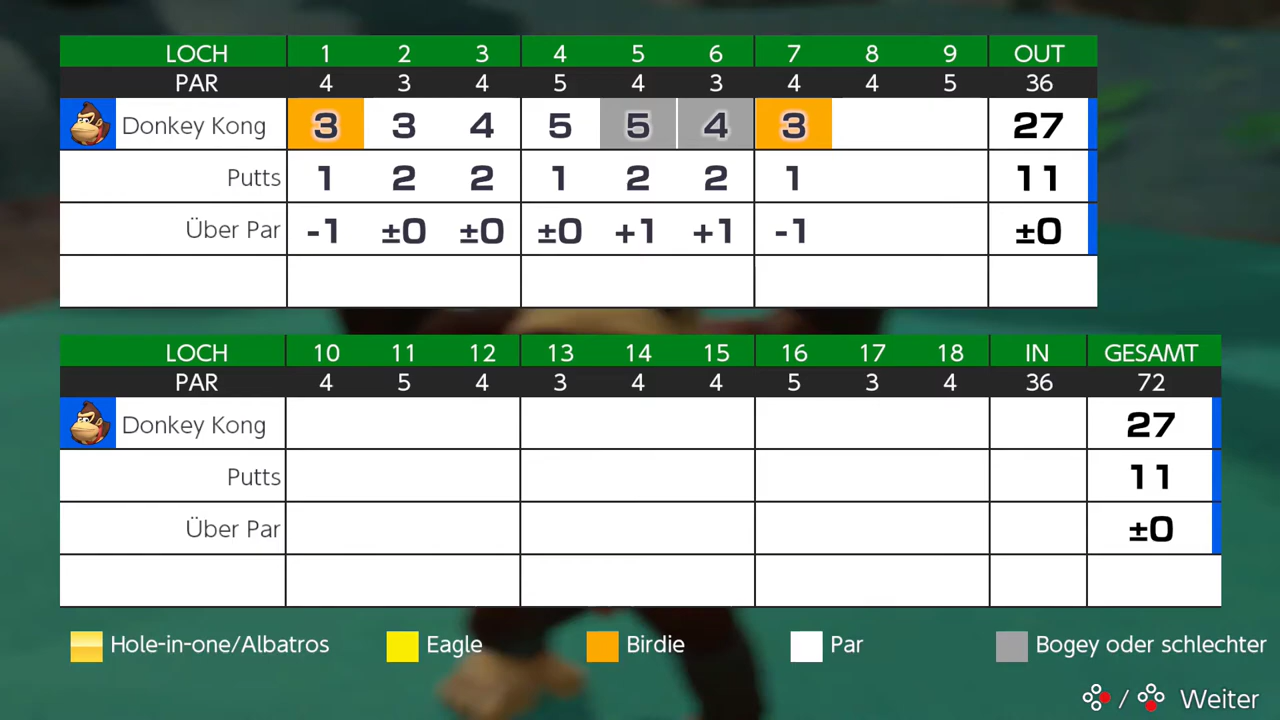 LOCH 1 2 3 4 5 6 7 8 9 OUT
PAR 4 3 4 5 4 3 4 4 5 36
Donkey Kong 3 3 4 5 5 4 3 27
Putts 1 2 2 1 2 2 1 11
Über Par -1 ±0 ±0 ±0 +1 +1 -1 ±0
LOCH 10 11 12 13 14 15 16 17 18 IN GESAMT
PAR 4 5 4 3 4 4 5 3 4 36 72
Donkey Kong 27
Putts 11
Über Par ±0
Hole-in-one/Albatros Eagle Birdie Par Bogey oder schlechter
/ Weiter